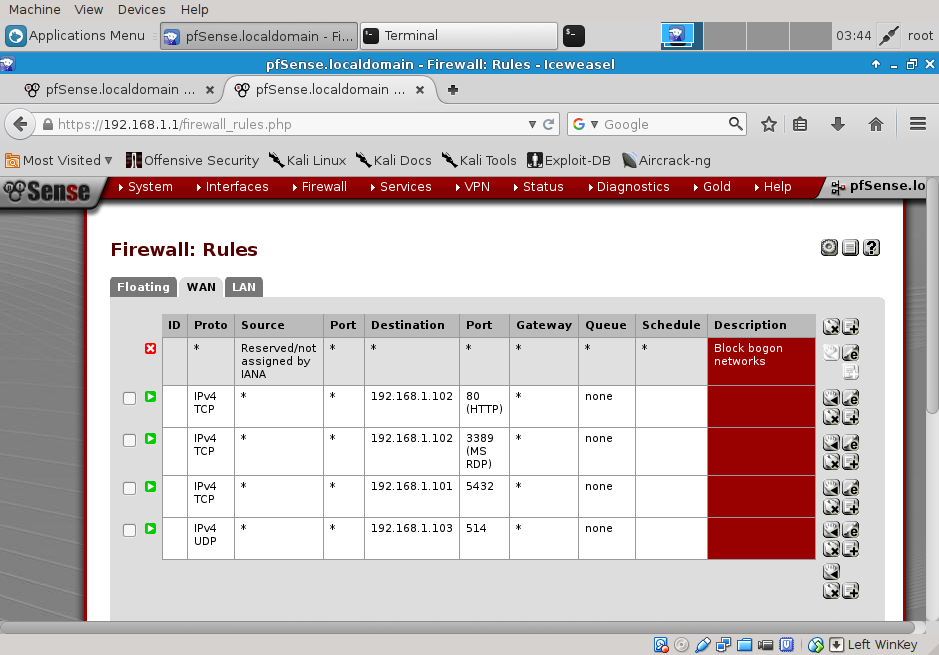 Machine View Devices Help
Applications Menu pfSense.localdomain - Fi... Terminal 03:44 root
pfSense.localdomain - Firewall: Rules - Iceweasel
pfSense.localdomain ... pfSense.localdomain ...
https://192.168.1.1/firewall_rules.php Google
Most Visited Offensive Security Kali Linux Kali Docs Kali Tools Exploit-DB Aircrack-ng
Sense System Interfaces Firewall Services VPN Status Diagnostics Gold Help pfSense.lo
Firewall: Rules
Floating WAN LAN
ID Proto Source Port Destination Port Gateway Queue Schedule Description
* Reserved/not * * * * * * Block bogon
assigned by networks
IANA
IPv4 * * 192.168.1.102 80 * none
TCP (HTTP)
IPv4 * * 192.168.1.102 3389 * none
TCP (MS
RDP)
IPv4 * * 192.168.1.101 5432 * none
TCP
IPv4 * * 192.168.1.103 514 * none
UDP
Left WinKey